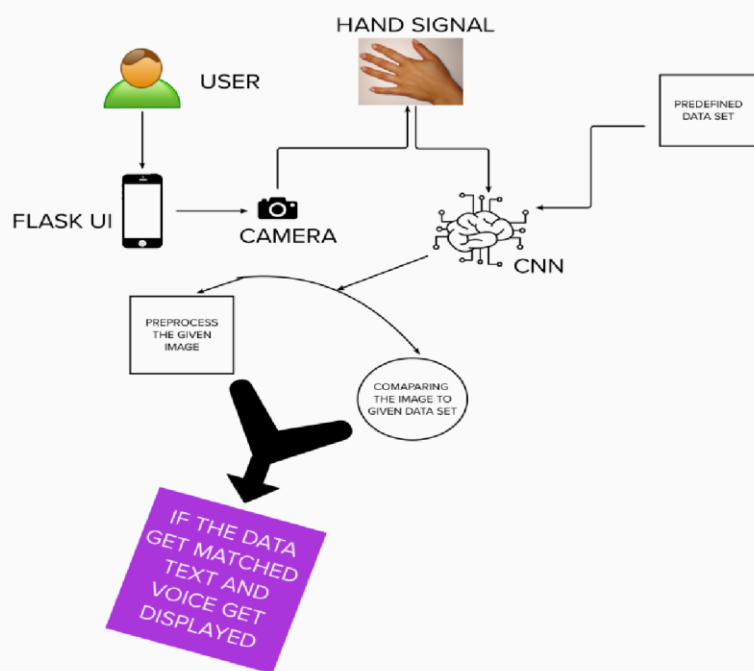 HAND SIGNAL
USER
PREDEFINED
DATA SET
FLASK UI
CAMERA
CNN
PREPROCESS
THE GIVEN
IMAGE
COMAPARING
THE IMAGE TO
GIVEN DATA SET
IF THE DATA
GET MATCHED
TEXT AND
VOICE GET
DISPLAYED